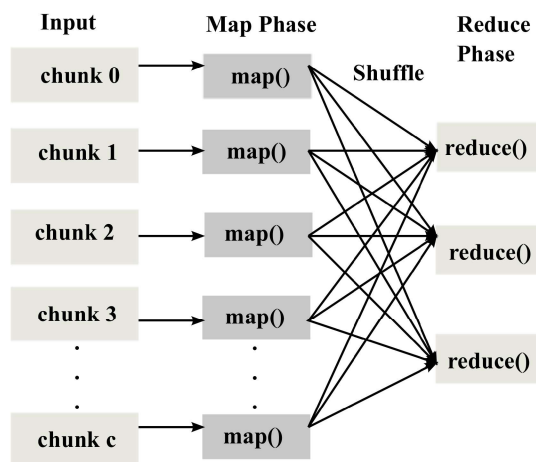 Input
Map Phase
Reduce
Phase
Shuffle
chunk 0
map()
chunk 1
map()
reduce()
chunk 2
map()
reduce()
chunk 3
map()
reduce()
chunk c
map()